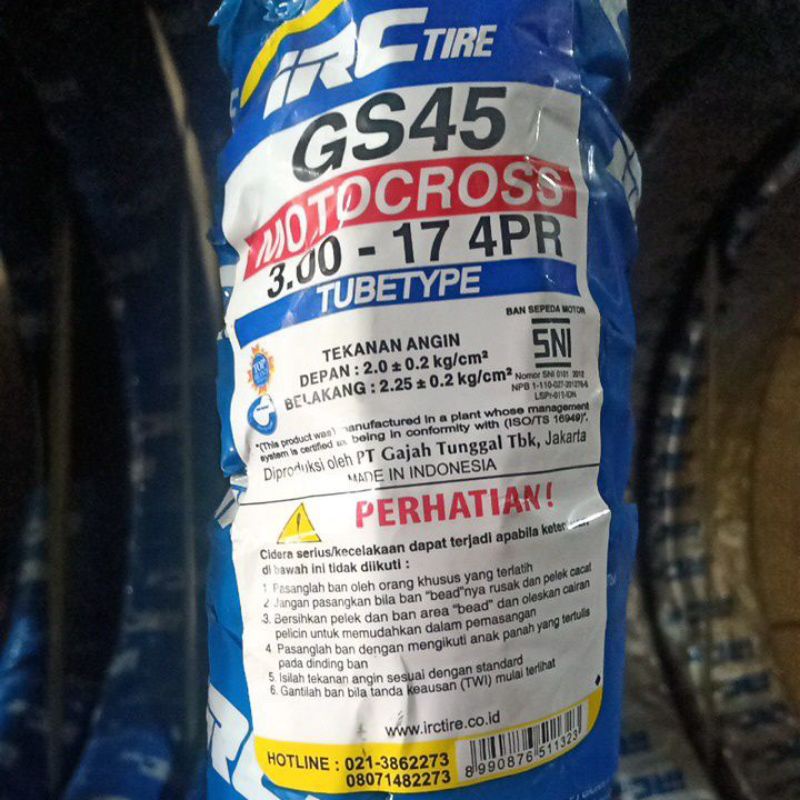 IRC TIRE
GS45
MOTOCROSS
3.00 - 17 4PR
TUBETYPE
BAN SEPEDA MOTOR
SNI
TEKANAN ANGIN
DEPAN : 2.0 ± 0.2 kg/cm²
BELAKANG : 2.25 ± 0.2 kg/cm²
TOP
"(This product was) manufactured in a plant whose management
system is certified as being in conformity with (ISO/TS 16949)".
Diproduksi oleh PT Gajah Tunggal Tbk, Jakarta
MADE IN INDONESIA
PERHATIAN!
Cidera serius/kecelakaan dapat terjadi apabila
di bawah ini tidak diikuti :
1. Pasanglah ban oleh orang khusus yang terlatih
2. Jangan pasangkan bila ban "bead"nya rusak dan pelek cacat
3. Bersihkan pelek dan ban area "bead" dan oleskan cairan
pelicin untuk memudahkan dalam pemasangan
4. Pasanglah ban dengan mengikuti anak panah yang tertulis
pada dinding ban
5. Isilah tekanan angin sesuai dengan standard
6. Gantilah ban bila tanda keausan (TWI) mulai terlihat
www.irctire.co.id
HOTLINE : 021-3862273
08071482273
8990876511323